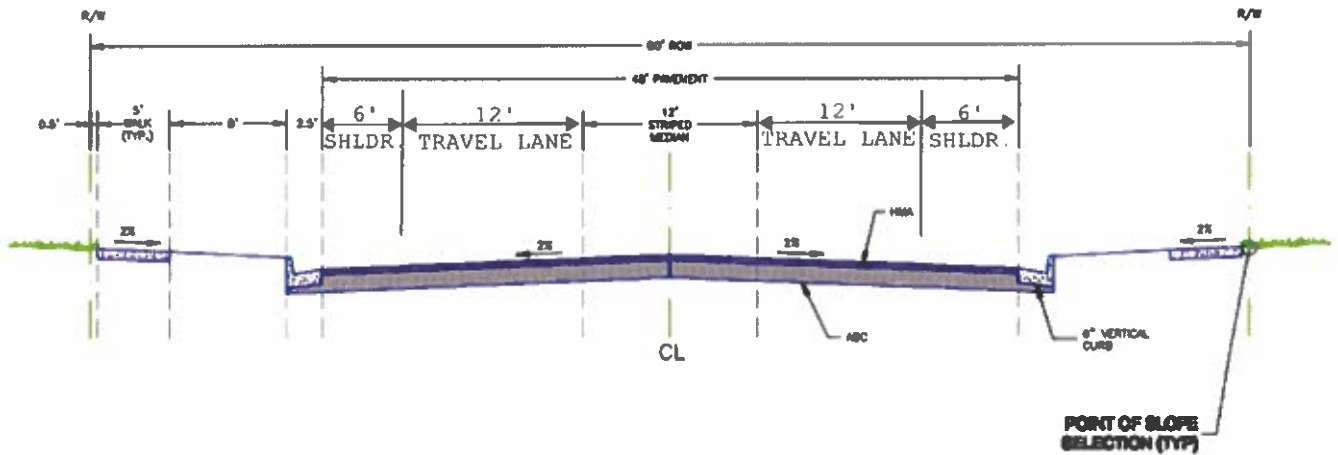 R/W
R/W
80' ROW
48' PAVEMENT
0.5'
5'
WALK
(TYP.)
8'
2.5'
6'
SHLDR.
12'
TRAVEL LANE
12'
STRIPED
MEDIAN
12'
TRAVEL LANE
6'
SHLDR.
2%
2%
2%
2%
HMA
ABC
6" VERTICAL
CURB
CL
POINT OF SLOPE
SELECTION (TYP)